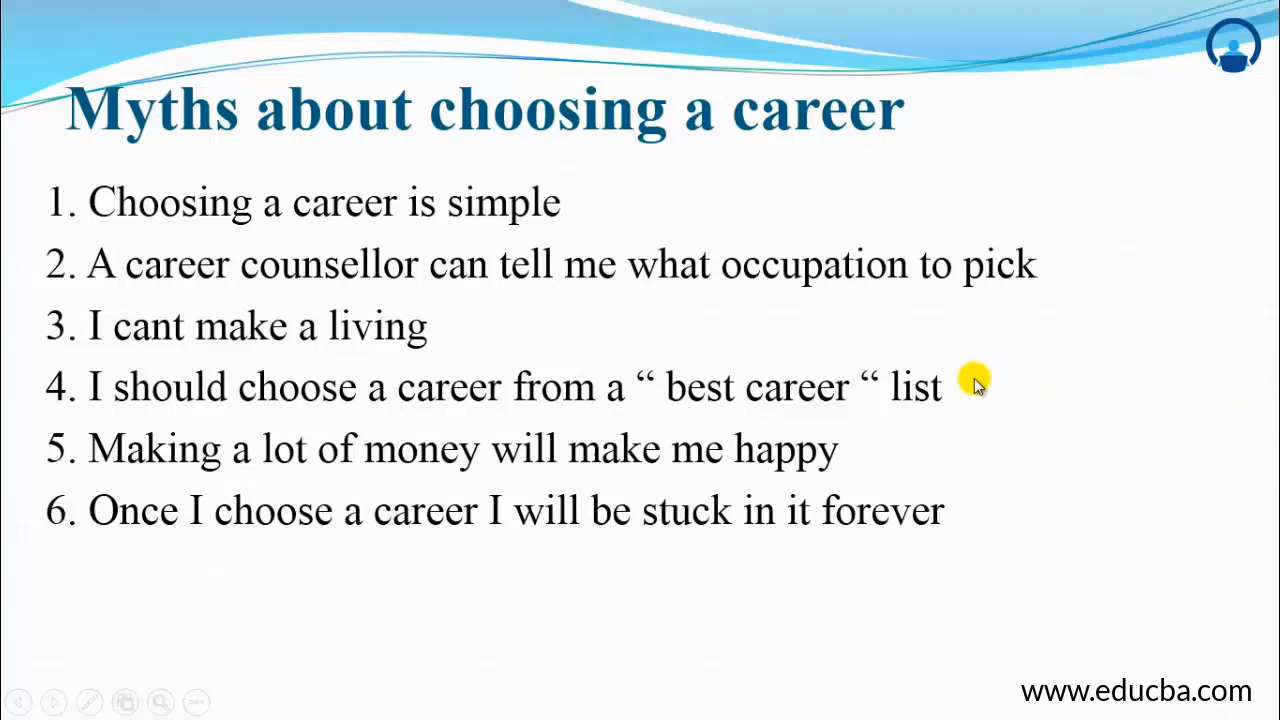 Myths about choosing a career
1. Choosing a career is simple
2. A career counsellor can tell me what occupation to pick
3. I cant make a living
4. I should choose a career from a “ best career “ list
5. Making a lot of money will make me happy
6. Once I choose a career I will be stuck in it forever
www.educba.com